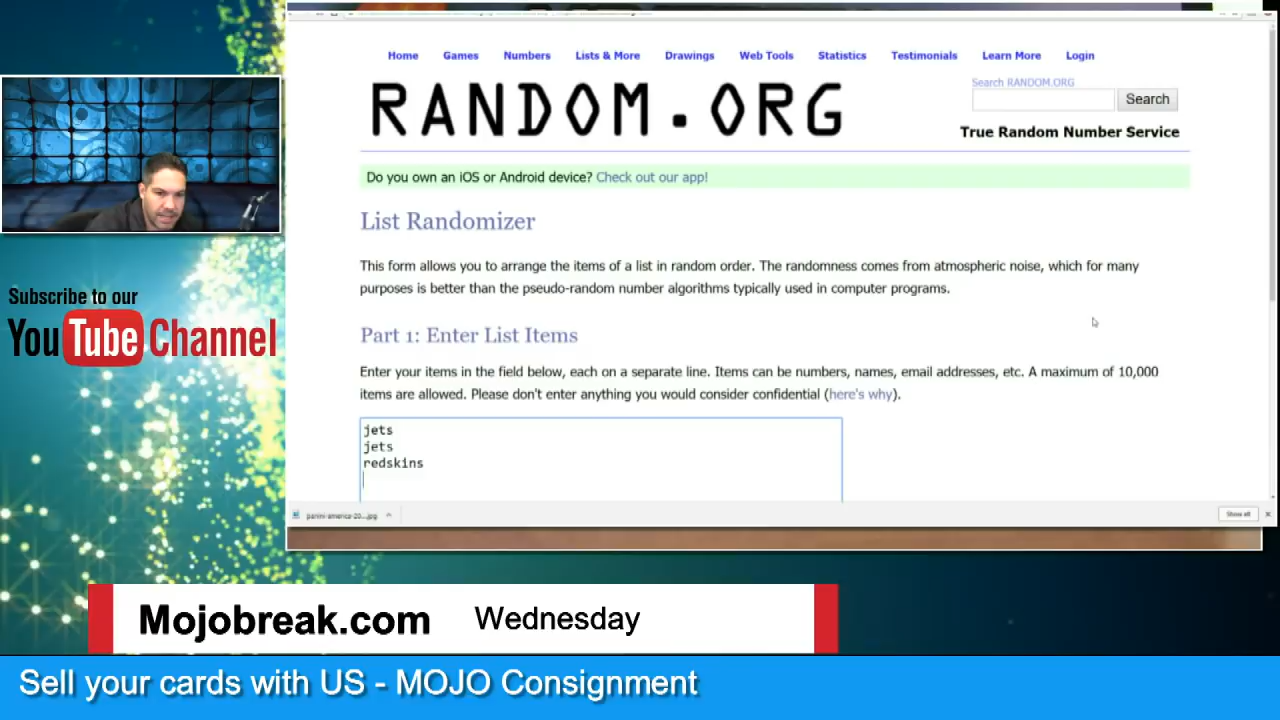 Home Games Numbers Lists & More Drawings Web Tools Statistics Testimonials Learn More Login
RANDOM.ORG
Search RANDOM.ORG
Search
True Random Number Service
Do you own an iOS or Android device? Check out our app!
List Randomizer
This form allows you to arrange the items of a list in random order. The randomness comes from atmospheric noise, which for many
purposes is better than the pseudo-random number algorithms typically used in computer programs.
Part 1: Enter List Items
Enter your items in the field below, each on a separate line. Items can be numbers, names, email addresses, etc. A maximum of 10,000
items are allowed. Please don't enter anything you would consider confidential (here's why).
jets
jets
redskins
panini-america-20...jpg
Show all
Subscribe to our
YouTube Channel
Mojobreak.com Wednesday
Sell your cards with US - MOJO Consignment